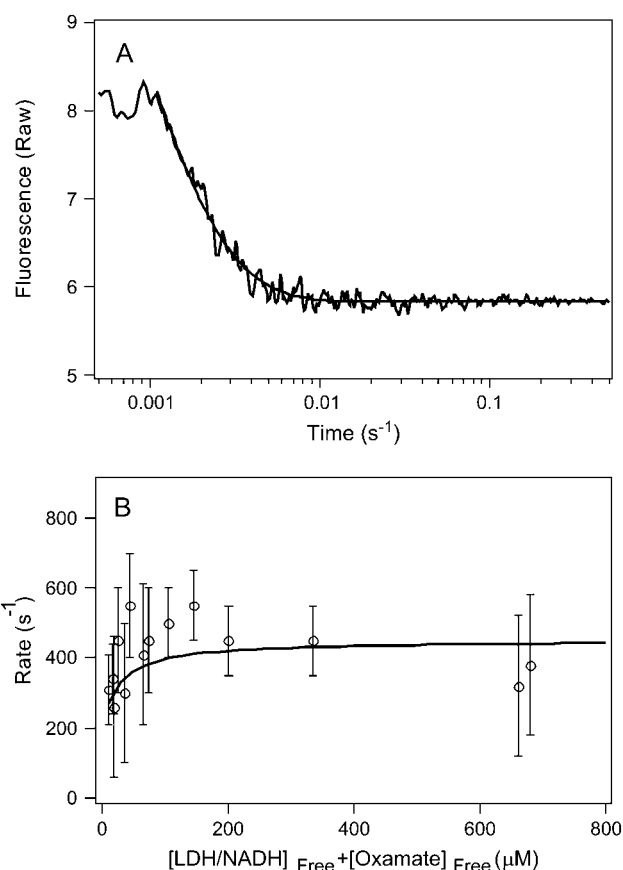 A
9
8
7
6
5
Fluorescence (Raw)
0.001 0.01 0.1
Time (s-1)
B
800
600
400
200
0
Rate (s-1)
0 200 400 600 800
[LDH/NADH] Free+[Oxamate] Free(μM)